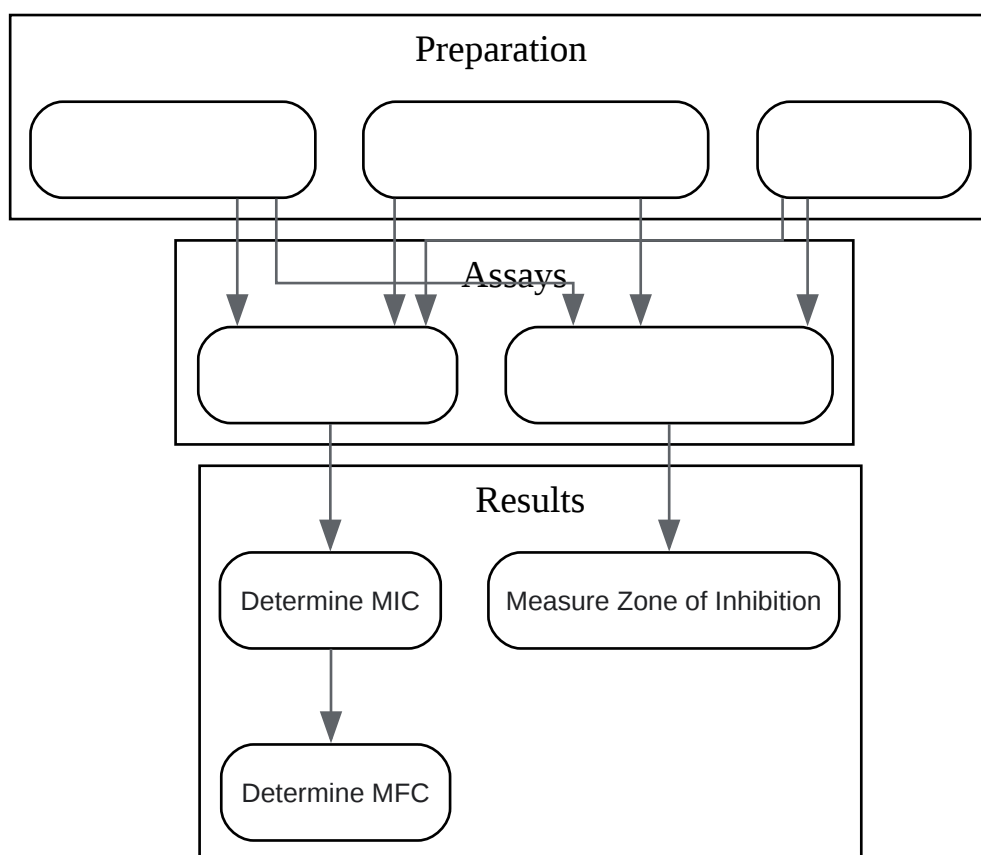 Preparation
Assays
Results
Determine MIC
Measure Zone of Inhibition
Determine MFC